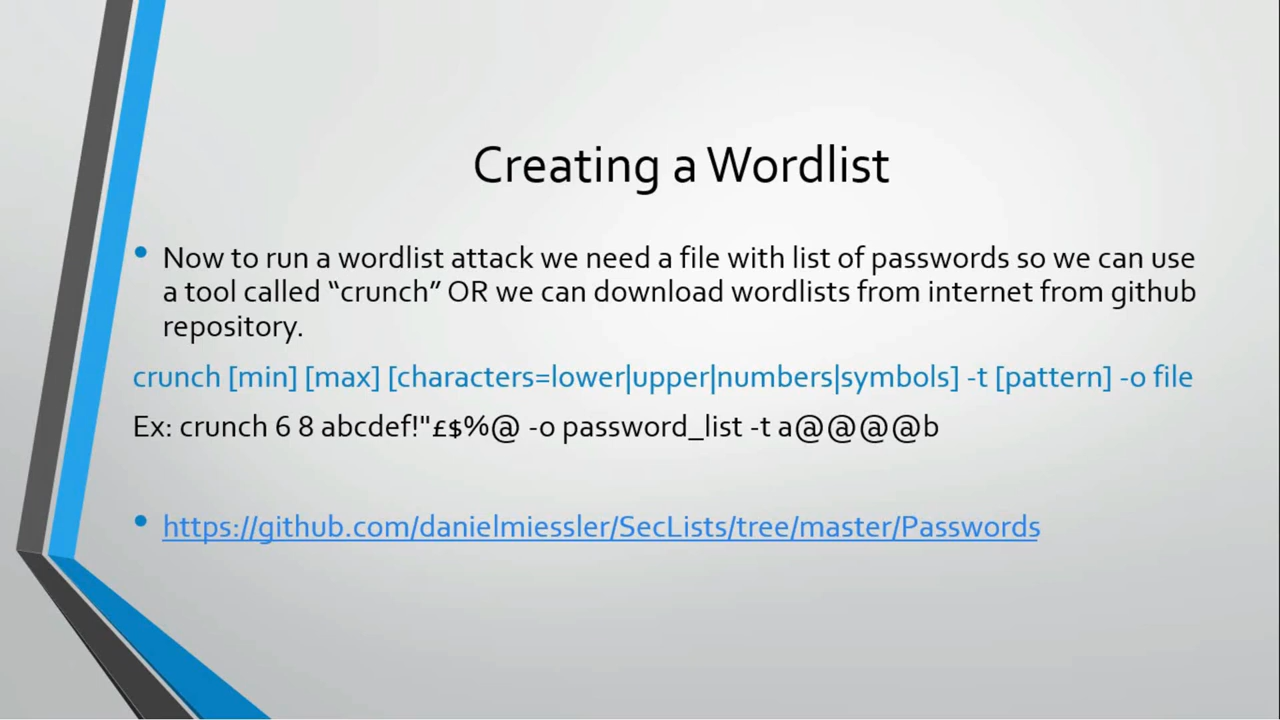 Creating a Wordlist
• Now to run a wordlist attack we need a file with list of passwords so we can use
a tool called “crunch” OR we can download wordlists from internet from github
repository.
crunch [min] [max] [characters=lower|upper|numbers|symbols] -t [pattern] -o file
Ex: crunch 6 8 abcdef!"£$%@ -o password_list -t a@@@@b
• https://github.com/danielmiessler/SecLists/tree/master/Passwords